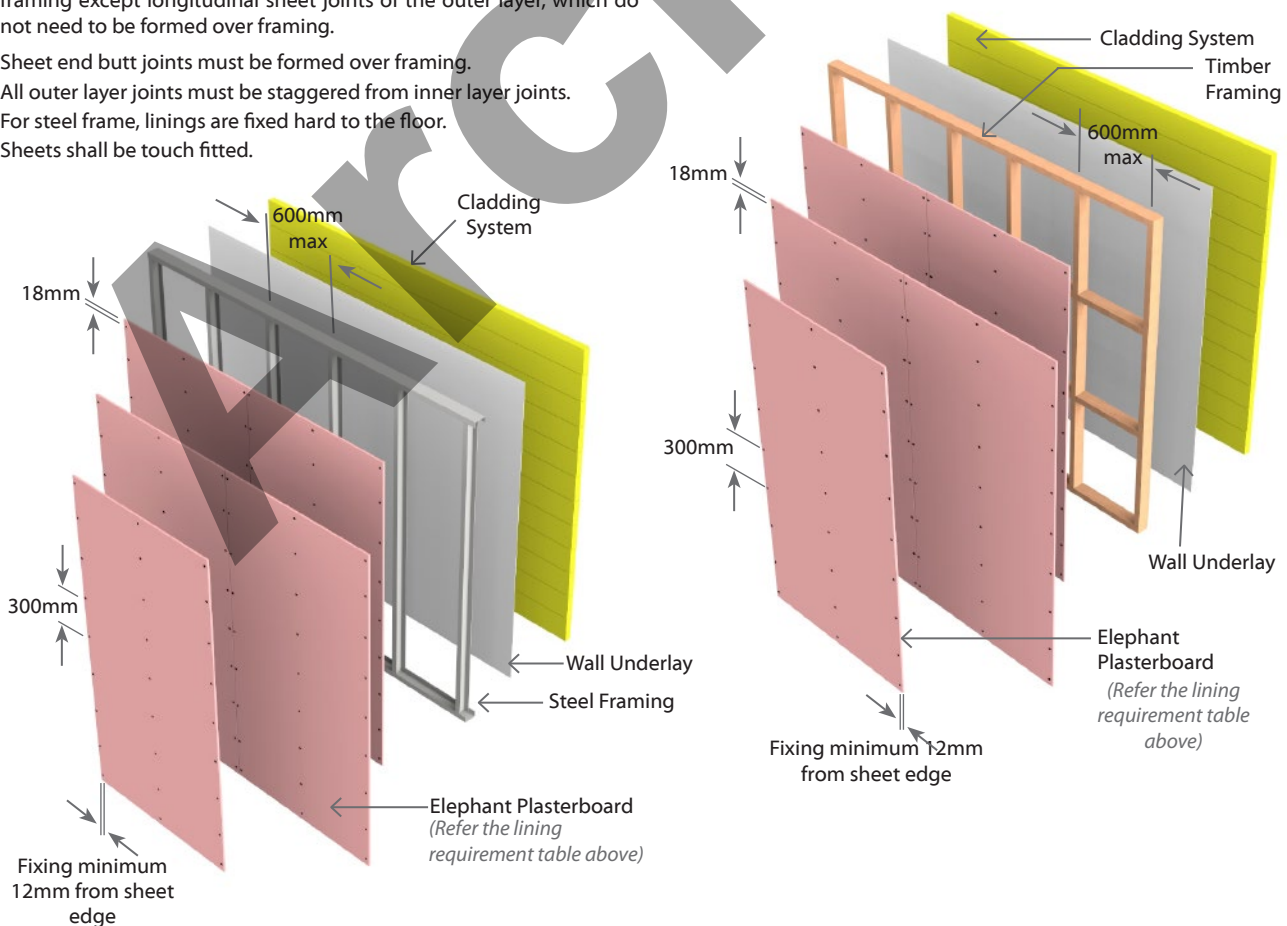 framing except longitudinal sheet joints of the outer layer, which do
not need to be formed over framing.
Sheet end butt joints must be formed over framing.
All outer layer joints must be staggered from inner layer joints.
For steel frame, linings are fixed hard to the floor.
Sheets shall be touch fitted.
Cladding
System
600mm
max
18mm
300mm
Wall Underlay
Steel Framing
Elephant Plasterboard
(Refer the lining
requirement table above)
Fixing minimum
12mm from sheet
edge
Cladding System
Timber
Framing
600mm
max
18mm
300mm
Wall Underlay
Elephant
Plasterboard
(Refer the lining
requirement table
above)
Fixing minimum 12mm
from sheet edge